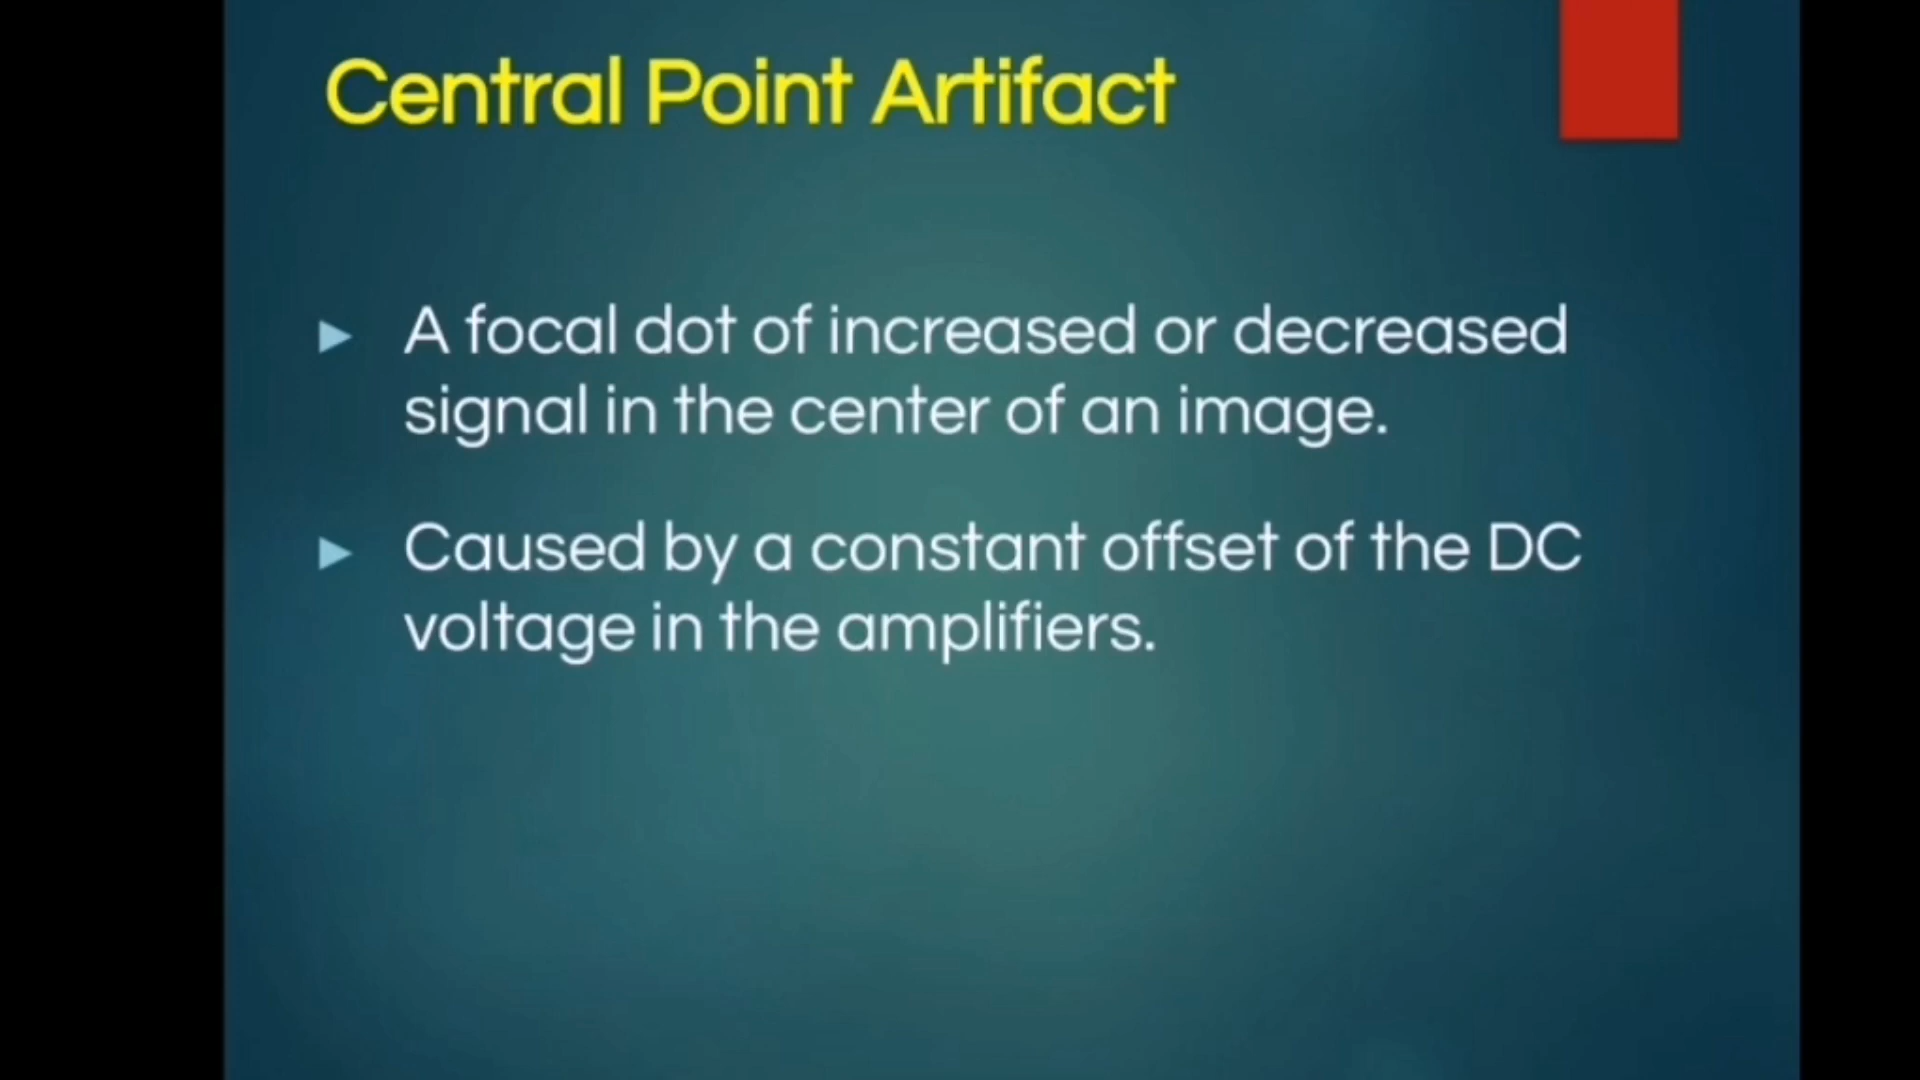 Central Point Artifact
A focal dot of increased or decreased
signal in the center of an image.
Caused by a constant offset of the DC
voltage in the amplifiers.